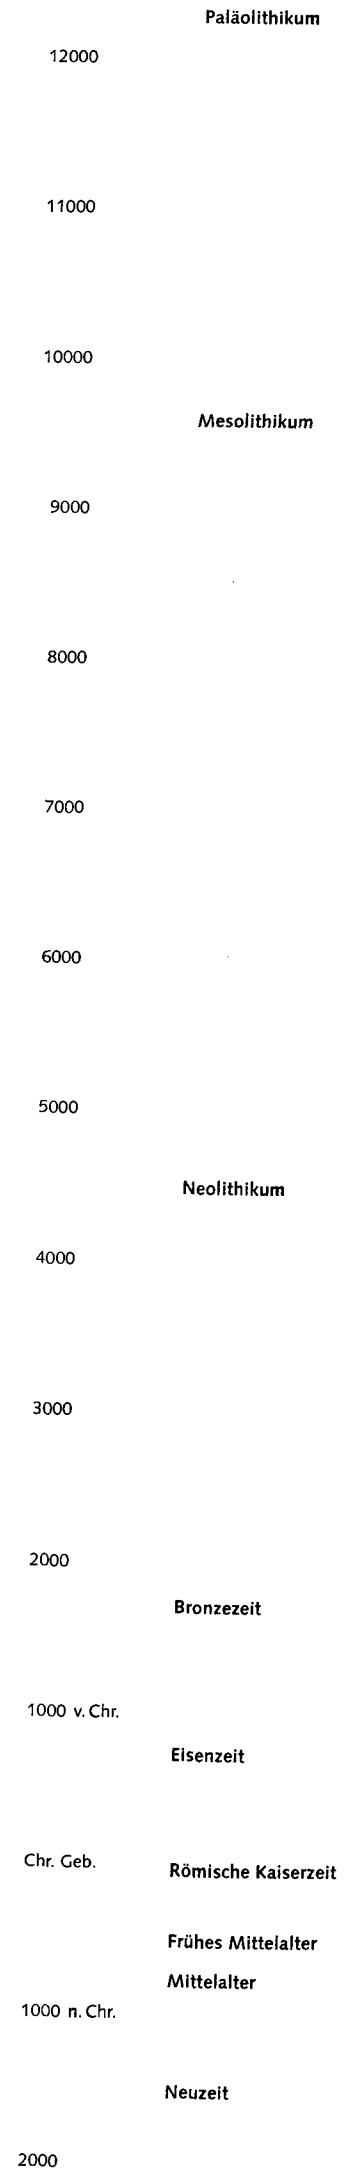 Paläolithikum
12000
11000
10000
Mesolithikum
9000
8000
7000
6000
5000
Neolithikum
4000
3000
2000
Bronzezeit
1000 v. Chr.
Eisenzeit
Chr. Geb.
Römische Kaiserzeit
Frühes Mittelalter
Mittelalter
1000 n. Chr.
Neuzeit
2000